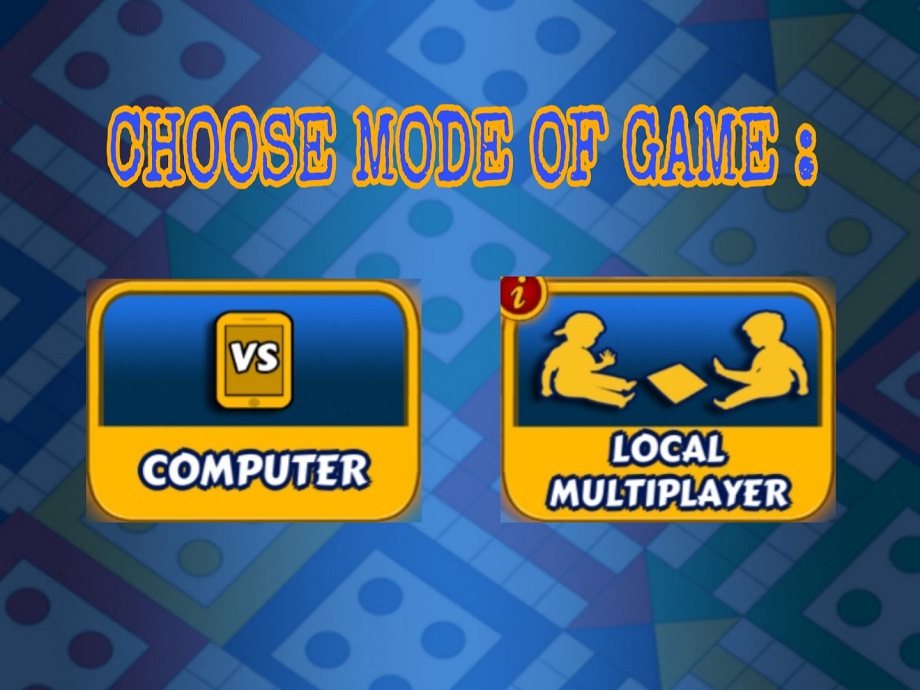 CHOOSE MODE OF GAME :
VS
COMPUTER
i
LOCAL
MULTIPLAYER